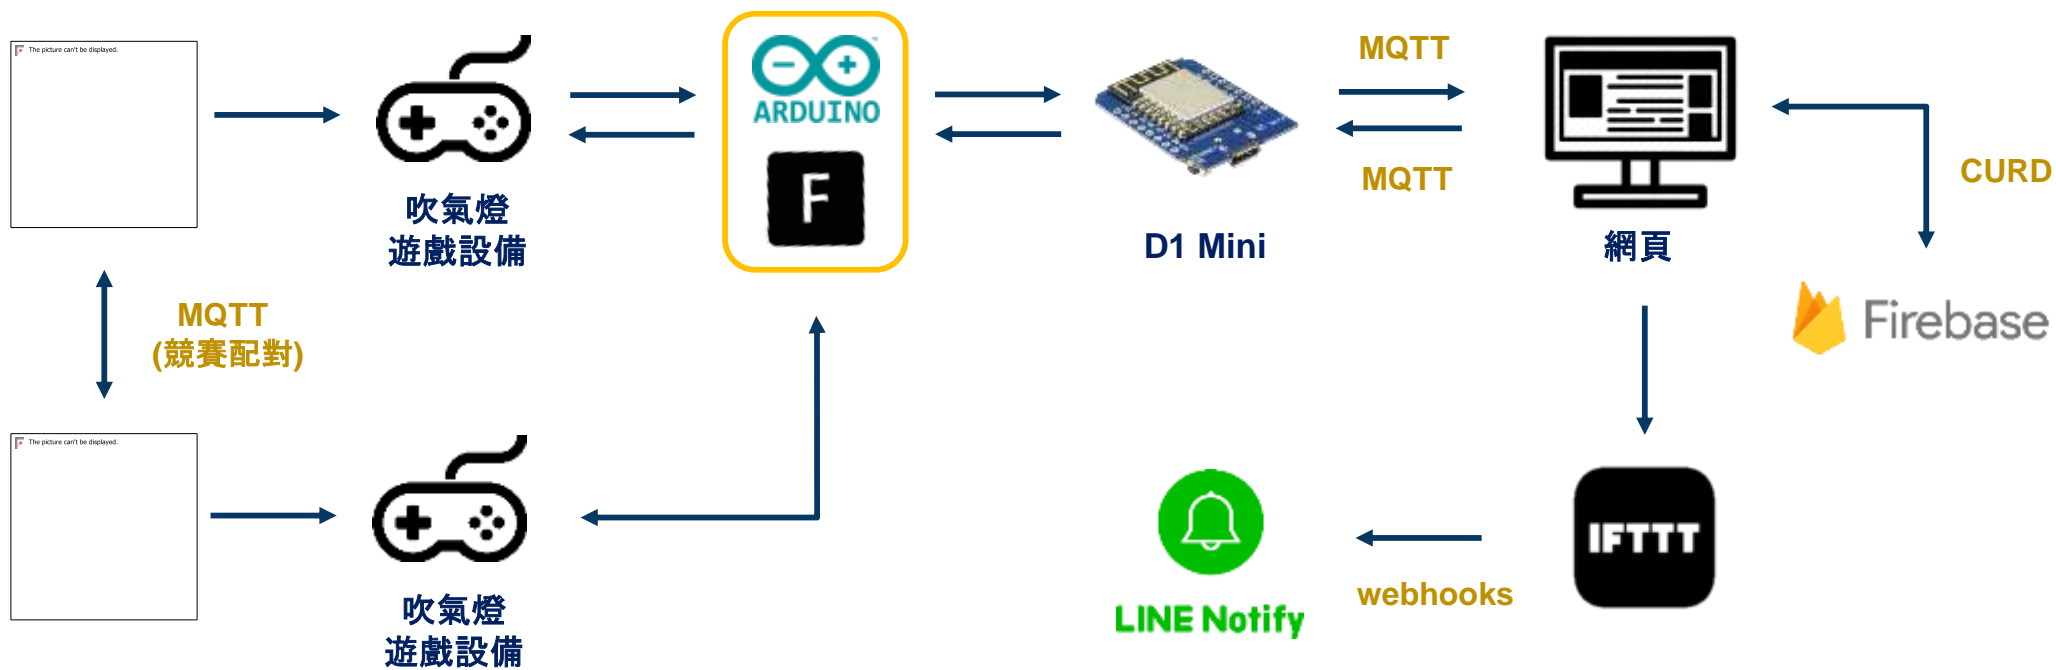 The picture can't be displayed.
吹氣燈
遊戲設備
ARDUINO
F
D1 Mini
MQTT
MQTT
網頁
CURD
Firebase
MQTT
(競賽配對)
The picture can't be displayed.
吹氣燈
遊戲設備
LINE Notify
webhooks
IFTTT